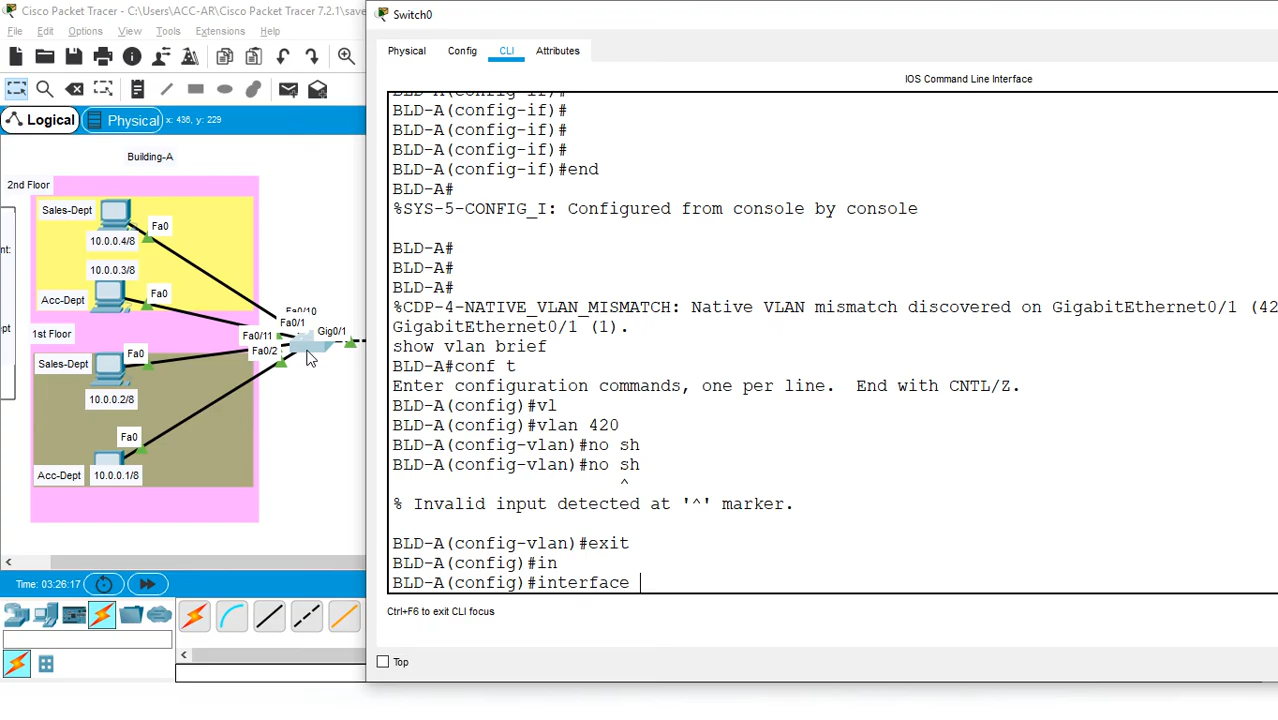 Cisco Packet Tracer - C:\Users\ACC-AR\Cisco Packet Tracer 7.2.1\save
File Edit Options View Tools Extensions Help
Logical Physical x: 436, y: 229
Building-A
2nd Floor
Sales-Dept
Fa0
10.0.0.4/8
10.0.0.3/8
Acc-Dept
Fa0
nt:
Fa0/10
Fa0/1
Gig0/1
1st Floor
Fa0/11
Fa0/2
Fa0
Sales-Dept
10.0.0.2/8
Fa0
Acc-Dept
10.0.0.1/8
Time: 03:26:17
Switch0
Physical Config CLI Attributes
IOS Command Line Interface
BLD-A(config-if)#
BLD-A(config-if)#
BLD-A(config-if)#
BLD-A(config-if)#
BLD-A(config-if)#end
BLD-A#
%SYS-5-CONFIG_I: Configured from console by console
BLD-A#
BLD-A#
BLD-A#
%CDP-4-NATIVE_VLAN_MISMATCH: Native VLAN mismatch discovered on GigabitEthernet0/1 (42
GigabitEthernet0/1 (1).
show vlan brief
BLD-A#conf t
Enter configuration commands, one per line. End with CNTL/Z.
BLD-A(config)#vl
BLD-A(config)#vlan 420
BLD-A(config-vlan)#no sh
BLD-A(config-vlan)#no sh
^
% Invalid input detected at '^' marker.
BLD-A(config-vlan)#exit
BLD-A(config)#in
BLD-A(config)#interface
Ctrl+F6 to exit CLI focus
Top